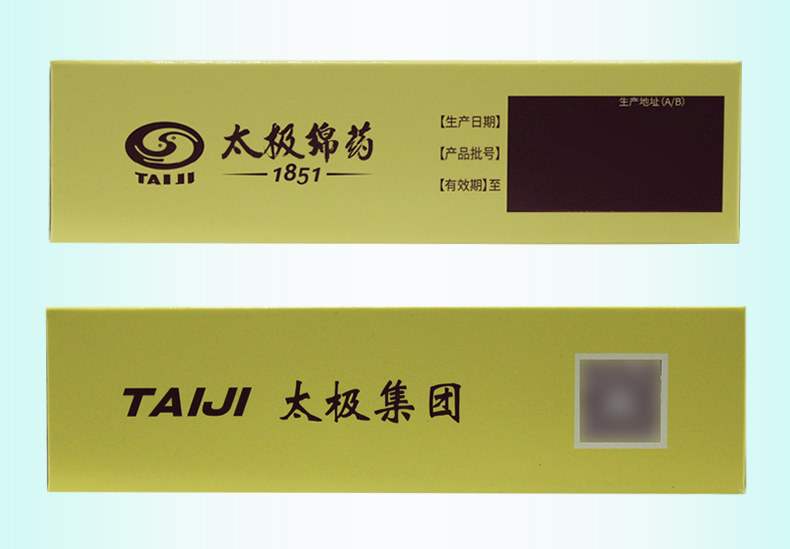 生产地址(A/B)
【生产日期】
太极绵药
【产品批号】
TAIJI
1851
【有效期】至
TAIJI 太极集团